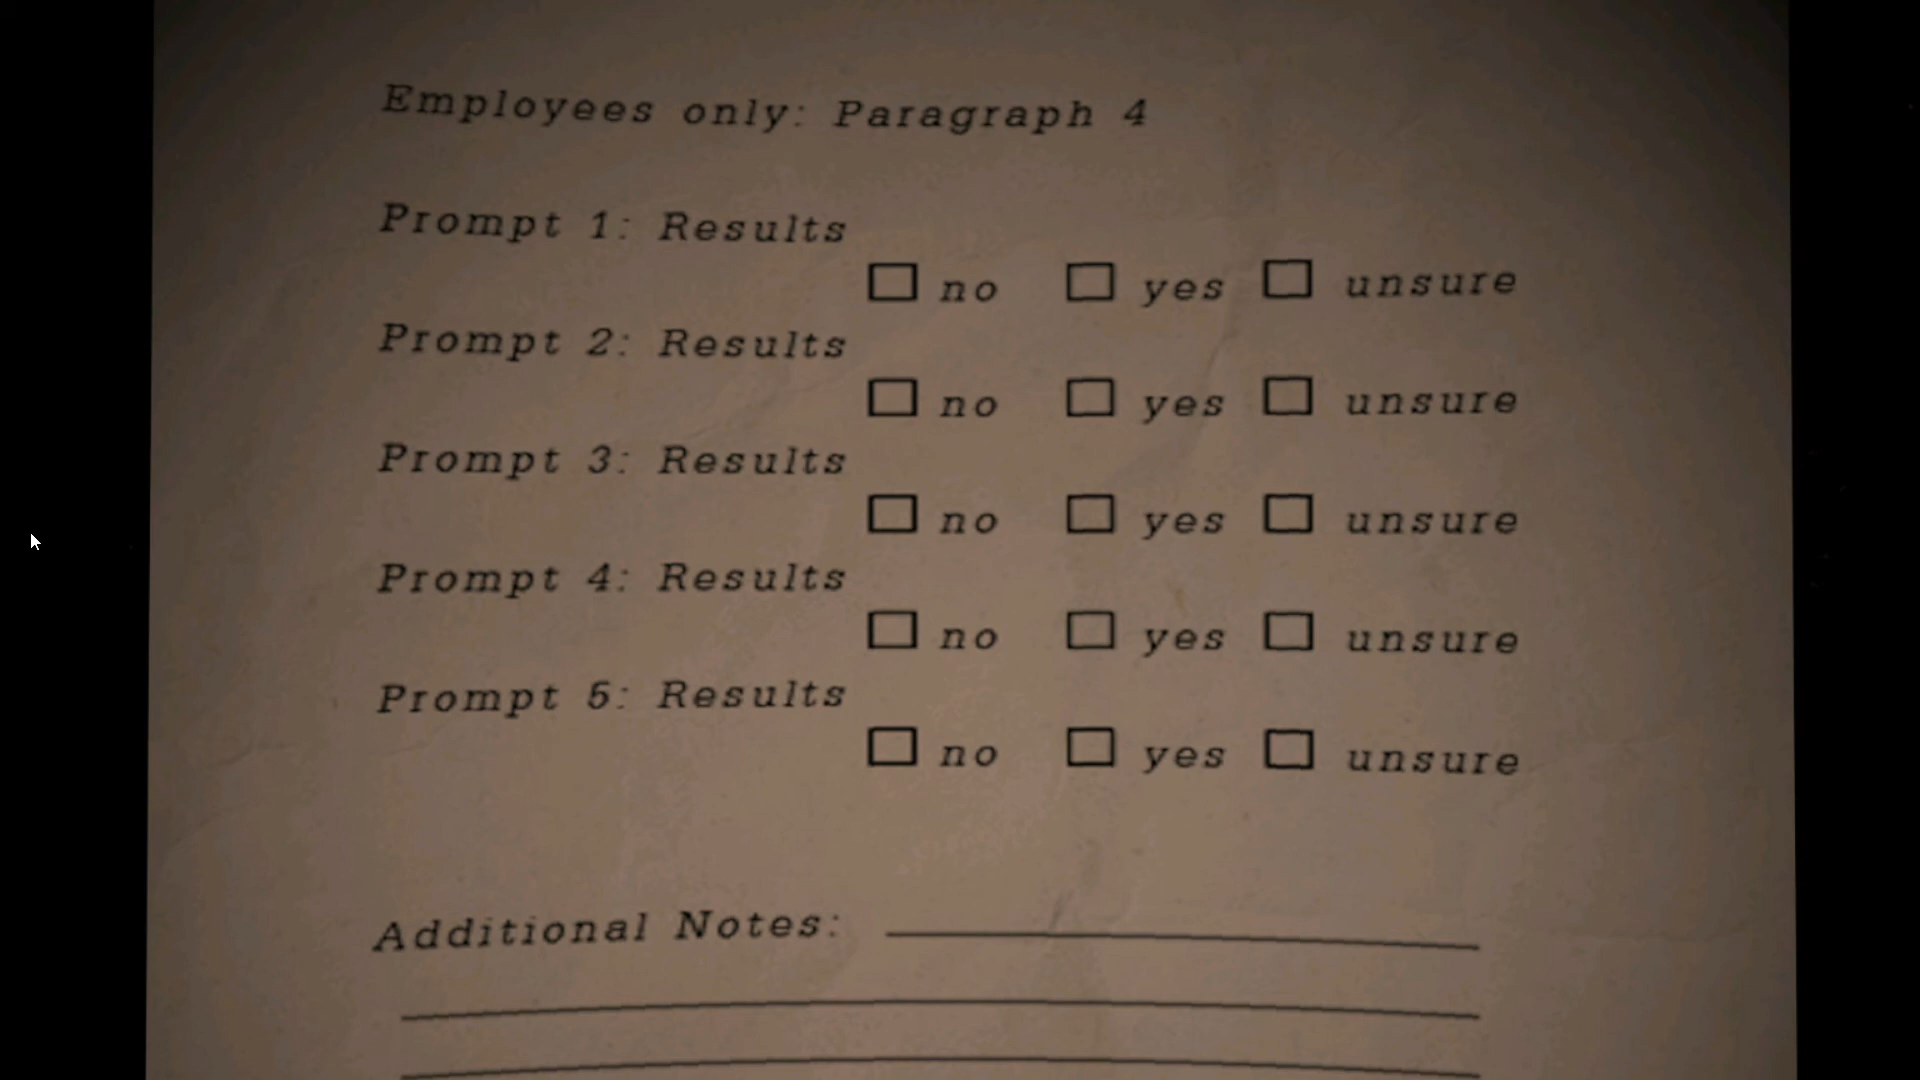 Employees only: Paragraph 4
Prompt 1: Results
no yes unsure
Prompt 2: Results
no yes unsure
Prompt 3: Results
no yes unsure
Prompt 4: Results
no yes unsure
Prompt 5: Results
no yes unsure
Additional Notes: